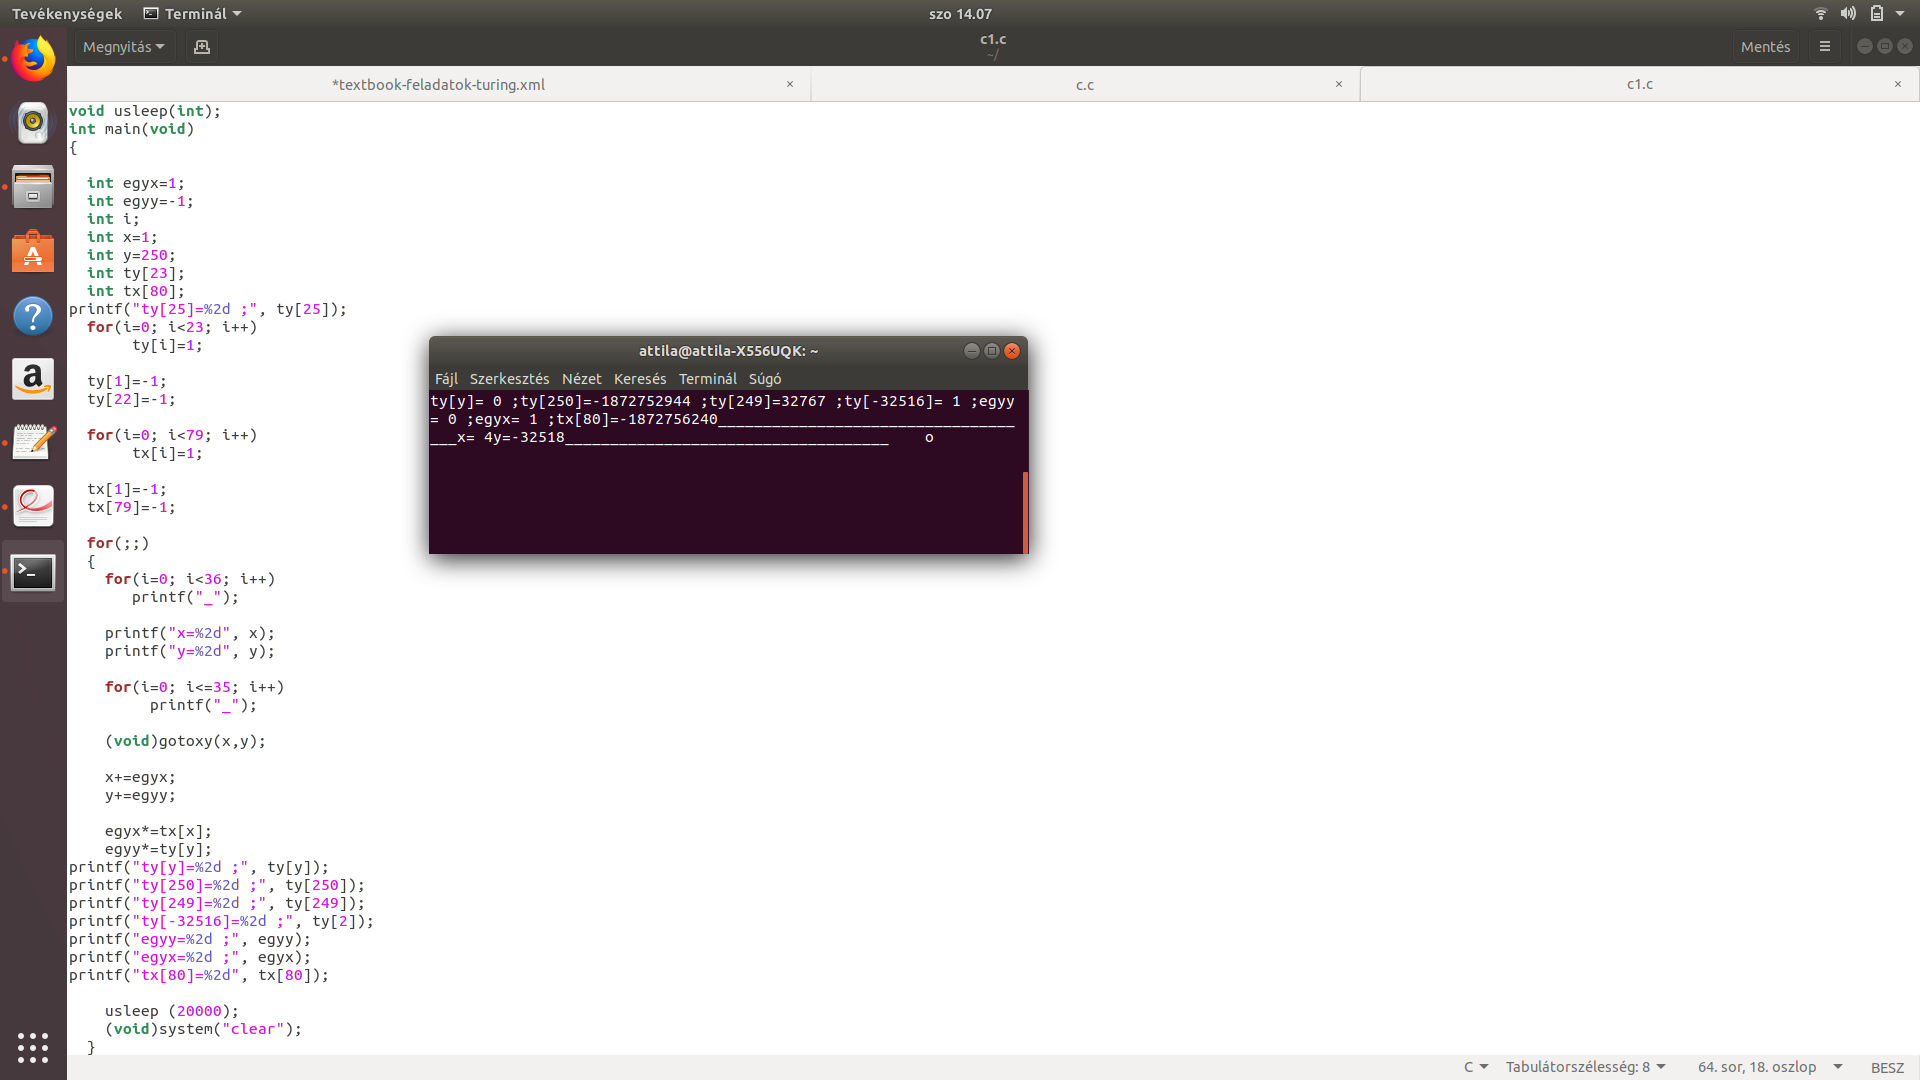 Tevékenységek Terminál szo 14.07
Megnyitás c1.c Mentés
~/
*textbook-feladatok-turing.xml × c.c × c1.c ×
void usleep(int);
int main(void)
{
int egyx=1;
int egyy=-1;
int i;
int x=1;
int y=250;
int ty[23];
int tx[80];
printf("ty[25]=%2d ;", ty[25]);
for(i=0; i<23; i++)
ty[i]=1;
ty[1]=-1;
ty[22]=-1;
for(i=0; i<79; i++)
tx[i]=1;
tx[1]=-1;
tx[79]=-1;
for(;;)
{
for(i=0; i<36; i++)
printf("_");
printf("x=%2d", x);
printf("y=%2d", y);
for(i=0; i<=35; i++)
printf("_");
(void)gotoxy(x,y);
x+=egyx;
y+=egyy;
egyx*=tx[x];
egyy*=ty[y];
printf("ty[y]=%2d ;", ty[y]);
printf("ty[250]=%2d ;", ty[250]);
printf("ty[249]=%2d ;", ty[249]);
printf("ty[-32516]=%2d ;", ty[2]);
printf("egyy=%2d ;", egyy);
printf("egyx=%2d ;", egyx);
printf("tx[80]=%2d", tx[80]);
usleep (20000);
(void)system("clear");
}
attila@attila-X556UQK: ~
Fájl Szerkesztés Nézet Keresés Terminál Súgó
ty[y]= 0 ;ty[250]=-1872752944 ;ty[249]=32767 ;ty[-32516]= 1 ;egyy
= 0 ;egyx= 1 ;tx[80]=-1872756240_________________________________
___x= 4y=-32518____________________________________ o
C Tabulátorszélesség: 8 64. sor, 18. oszlop BESZ